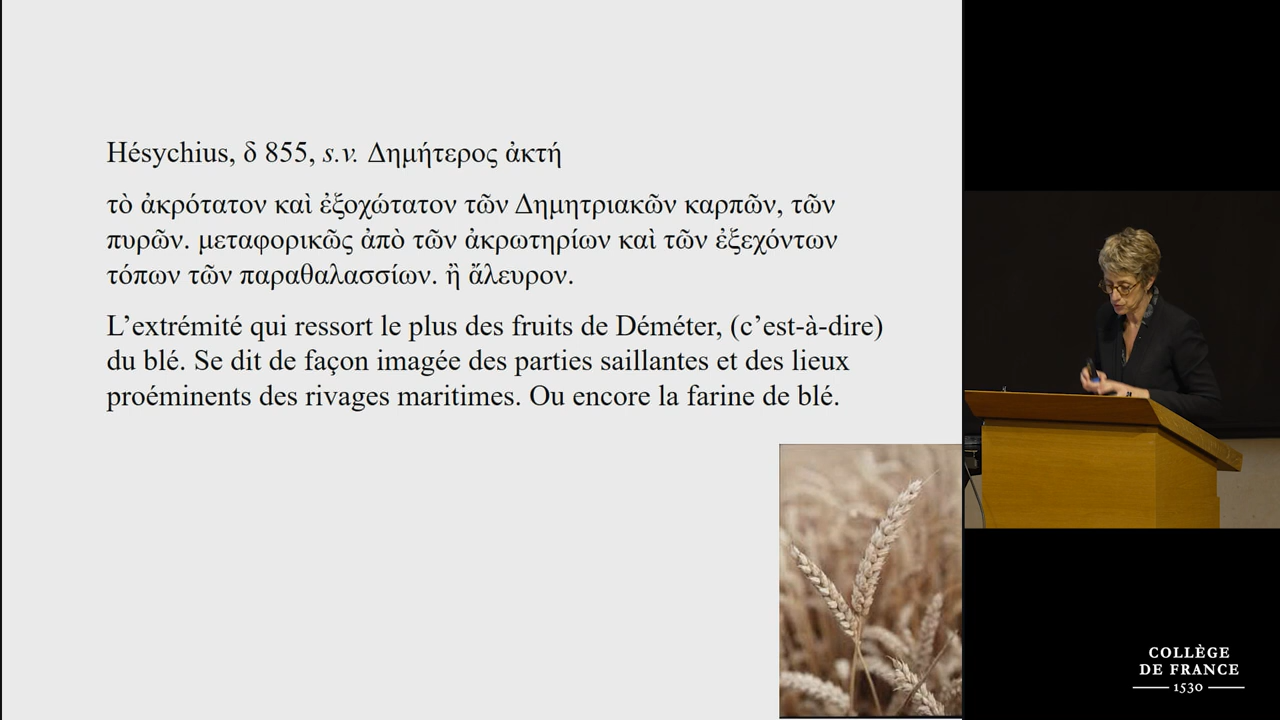 Hésychius, δ 855, s.v. Δημήτερος ἀκτή
τὸ ἀκρότατον καὶ ἐξοχώτατον τῶν Δημητριακῶν καρπῶν, τῶν
πυρῶν. μεταφορικῶς ἀπὸ τῶν ἀκρωτηρίων καὶ τῶν ἐξεχόντων
τόπων τῶν παραθαλασσίων. ἢ ἄλευρον.
L’extrémité qui ressort le plus des fruits de Déméter, (c’est-à-dire)
du blé. Se dit de façon imagée des parties saillantes et des lieux
proéminents des rivages maritimes. Ou encore la farine de blé.
COLLÈGE
DE FRANCE
1530